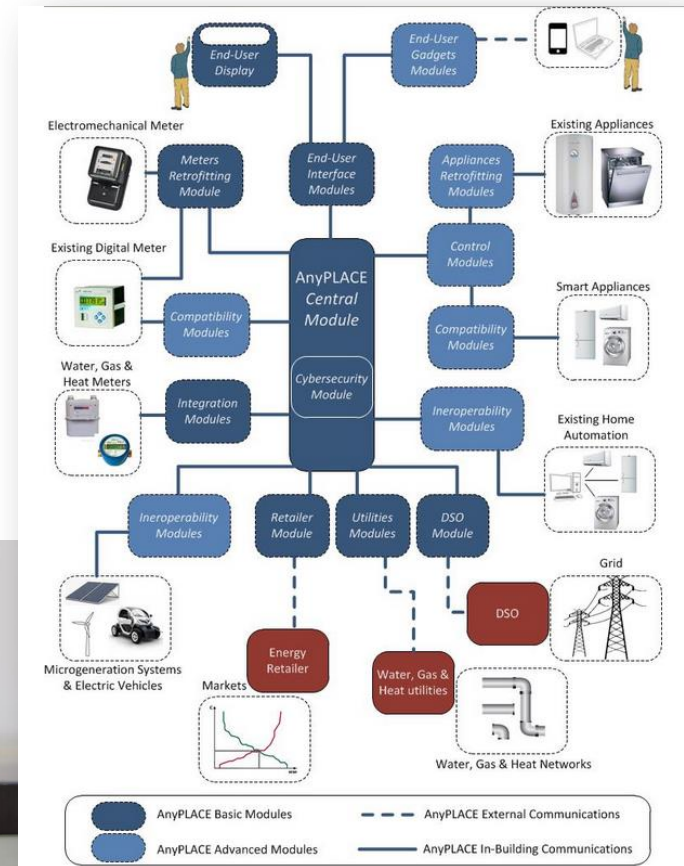 End-User
Display
End-User
Gadgets
Modules
Electromechanical Meter
Meters
Retrofitting
Module
End-User
Interface
Modules
Appliances
Retrofitting
Modules
Existing Appliances
Existing Digital Meter
AnyPLACE
Central
Module
Control
Modules
Compatibility
Modules
Compatibility
Modules
Smart Appliances
Water, Gas &
Heat Meters
Cybersecurity
Module
Integration
Modules
Ineroperability
Modules
Existing Home
Automation
Ineroperability
Modules
Retailer
Module
Utilities
Modules
DSO
Module
Grid
DSO
Microgeneration Systems
& Electric Vehicles
Energy
Retailer
Water, Gas &
Heat utilities
Markets
Water, Gas & Heat Networks
AnyPLACE Basic Modules
AnyPLACE External Communications
AnyPLACE Advanced Modules
AnyPLACE In-Building Communications